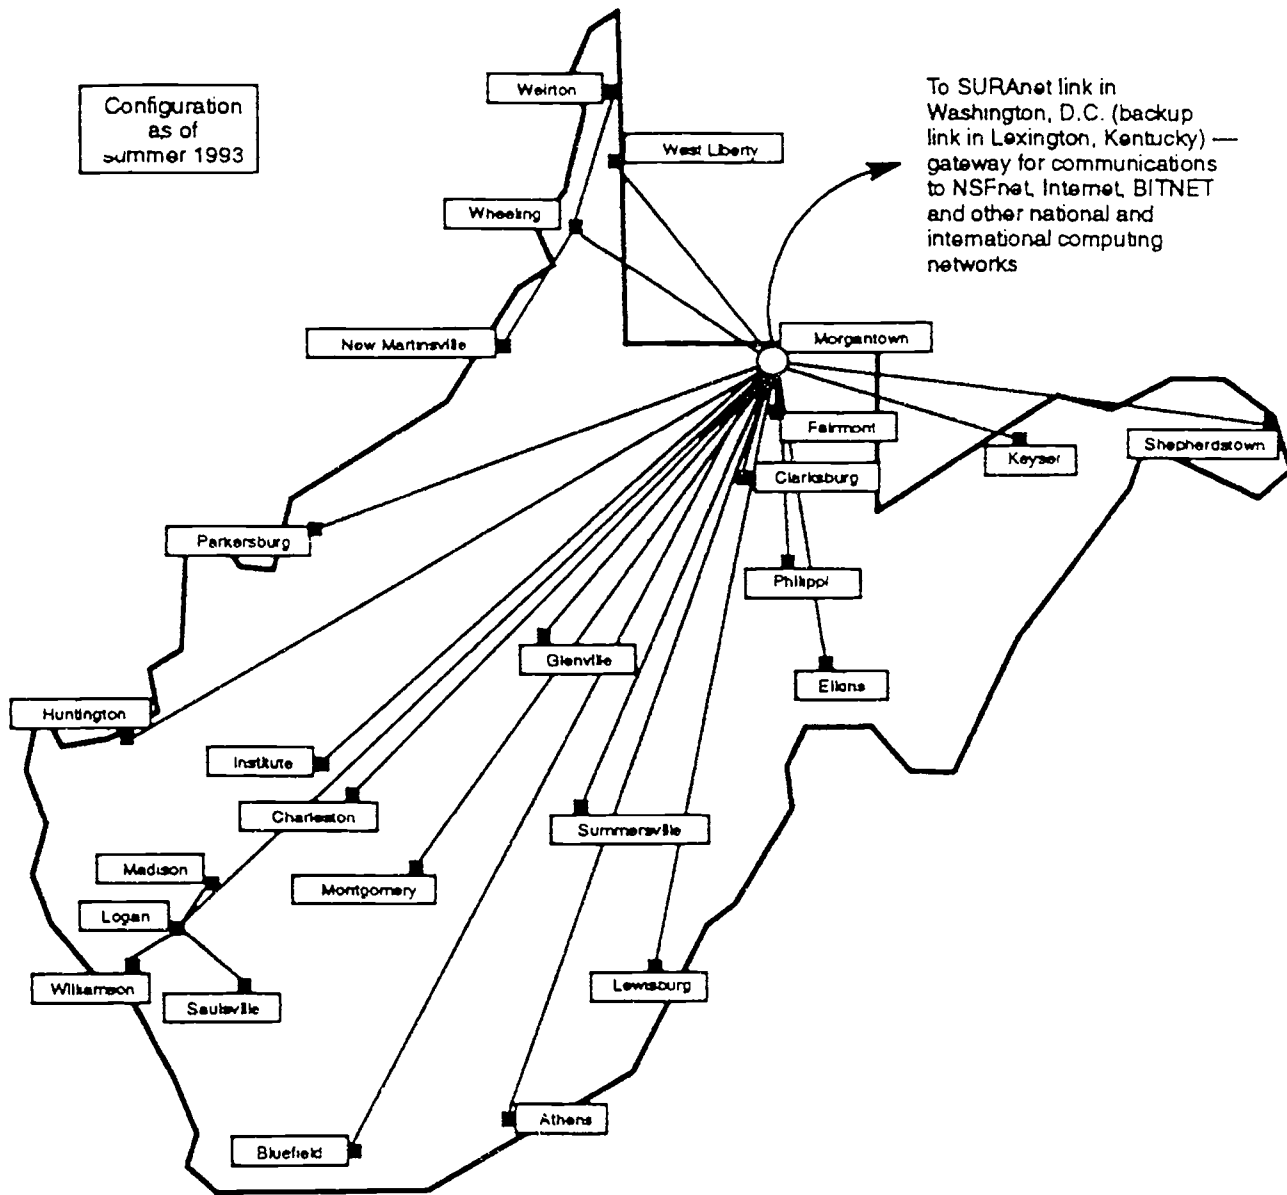 Configuration
as of
summer 1993
To SURAnet link in
Washington, D.C. (backup
link in Lexington, Kentucky) —
gateway for communications
to NSFnet, Internet, BITNET
and other national and
international computing
networks
Weirton
West Liberty
Wheeling
New Martinsville
Morgantown
Fairmont
Keyser
Shepherdstown
Clarksburg
Parkersburg
Philippi
Glenville
Elkins
Huntington
Institute
Charleston
Summersville
Madison
Montgomery
Logan
Williamson
Saulsville
Lewisburg
Athens
Bluefield